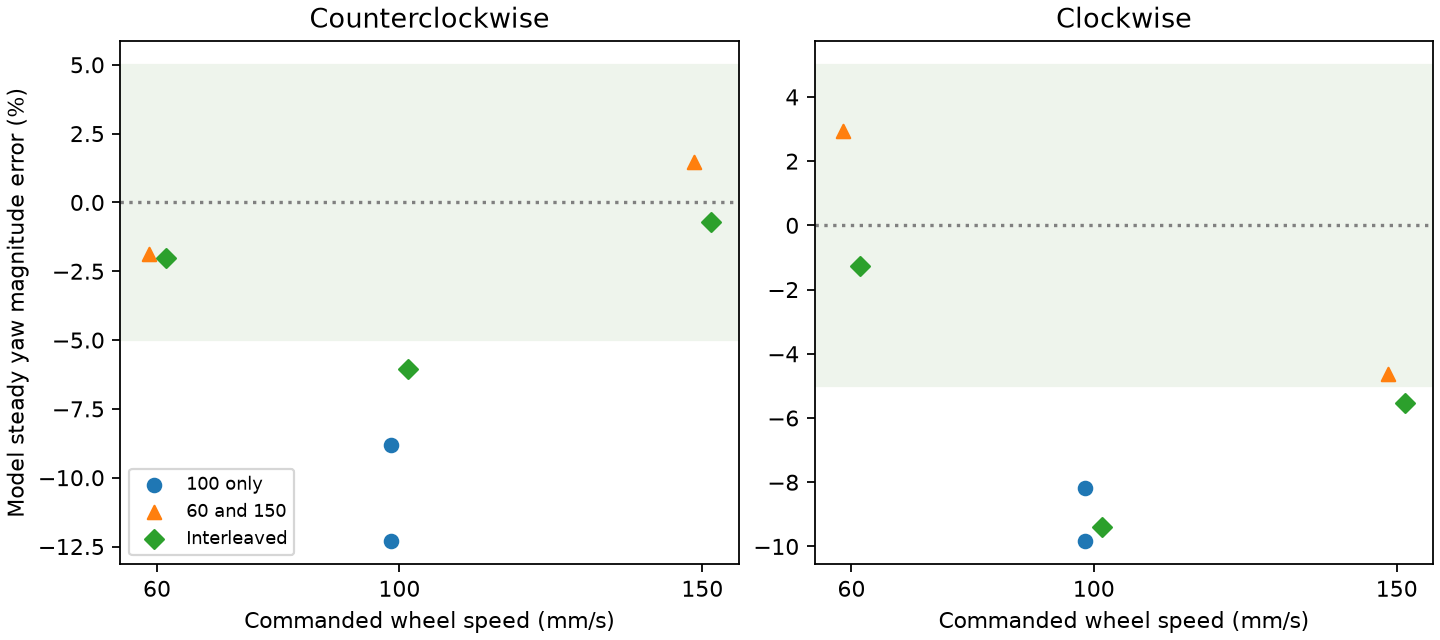 Counterclockwise
Clockwise
Model steady yaw magnitude error (%)
5.0
2.5
0.0
−2.5
−5.0
−7.5
−10.0
−12.5
100 only
60 and 150
Interleaved
60
100
150
Commanded wheel speed (mm/s)
4
2
0
−2
−4
−6
−8
−10
60
100
150
Commanded wheel speed (mm/s)